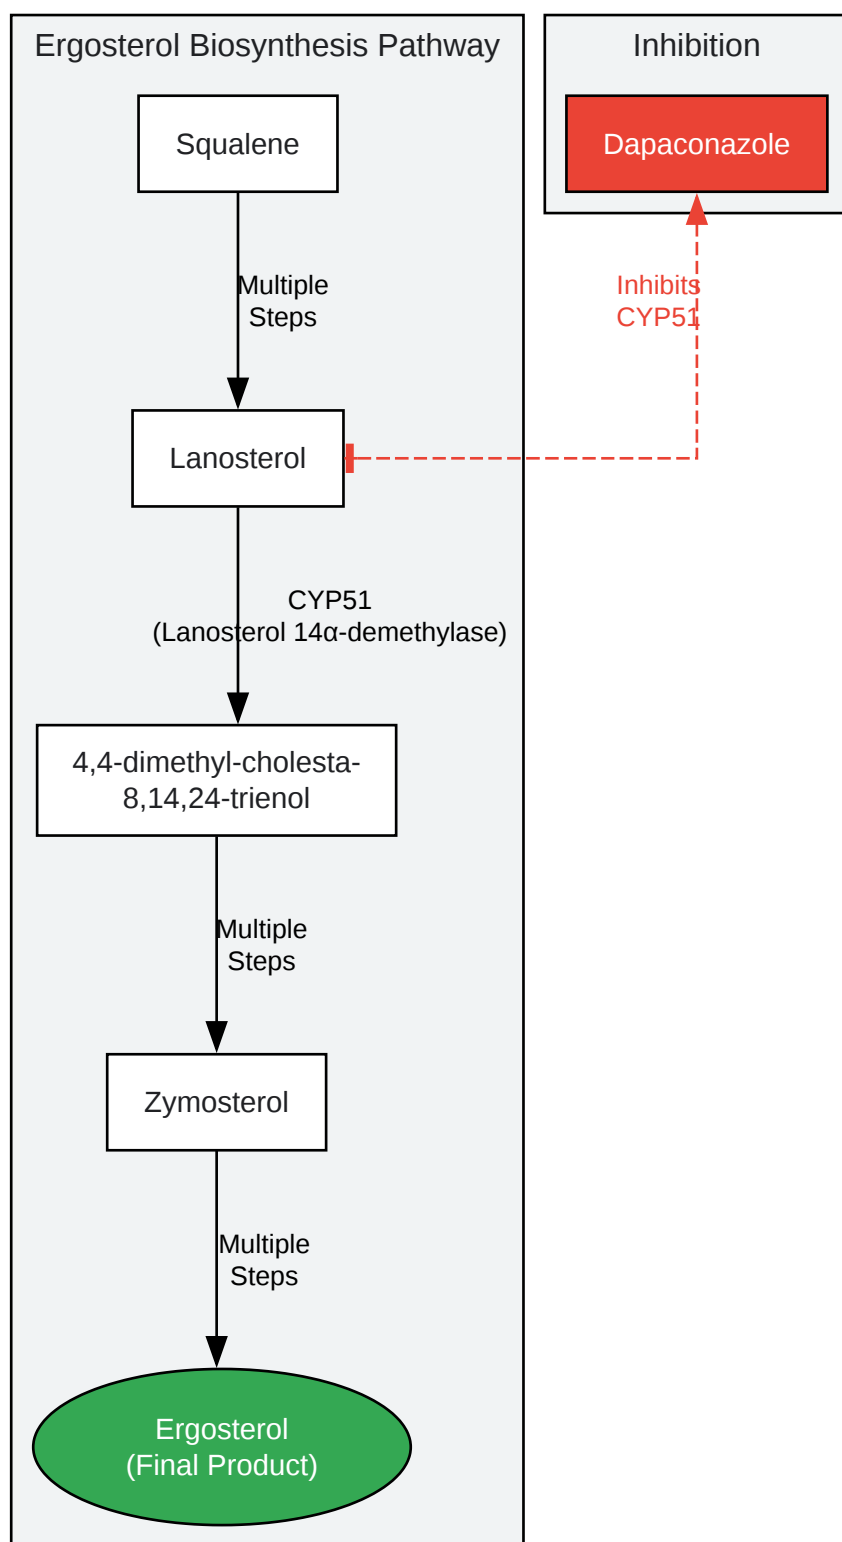 Ergosterol Biosynthesis Pathway
Squalene
Multiple
Steps
Lanosterol
CYP51
(Lanosterol 14α-demethylase)
4,4-dimethyl-cholesta-
8,14,24-trienol
Multiple
Steps
Zymosterol
Multiple
Steps
Ergosterol
(Final Product)
Inhibition
Dapaconazole
Inhibits
CYP51